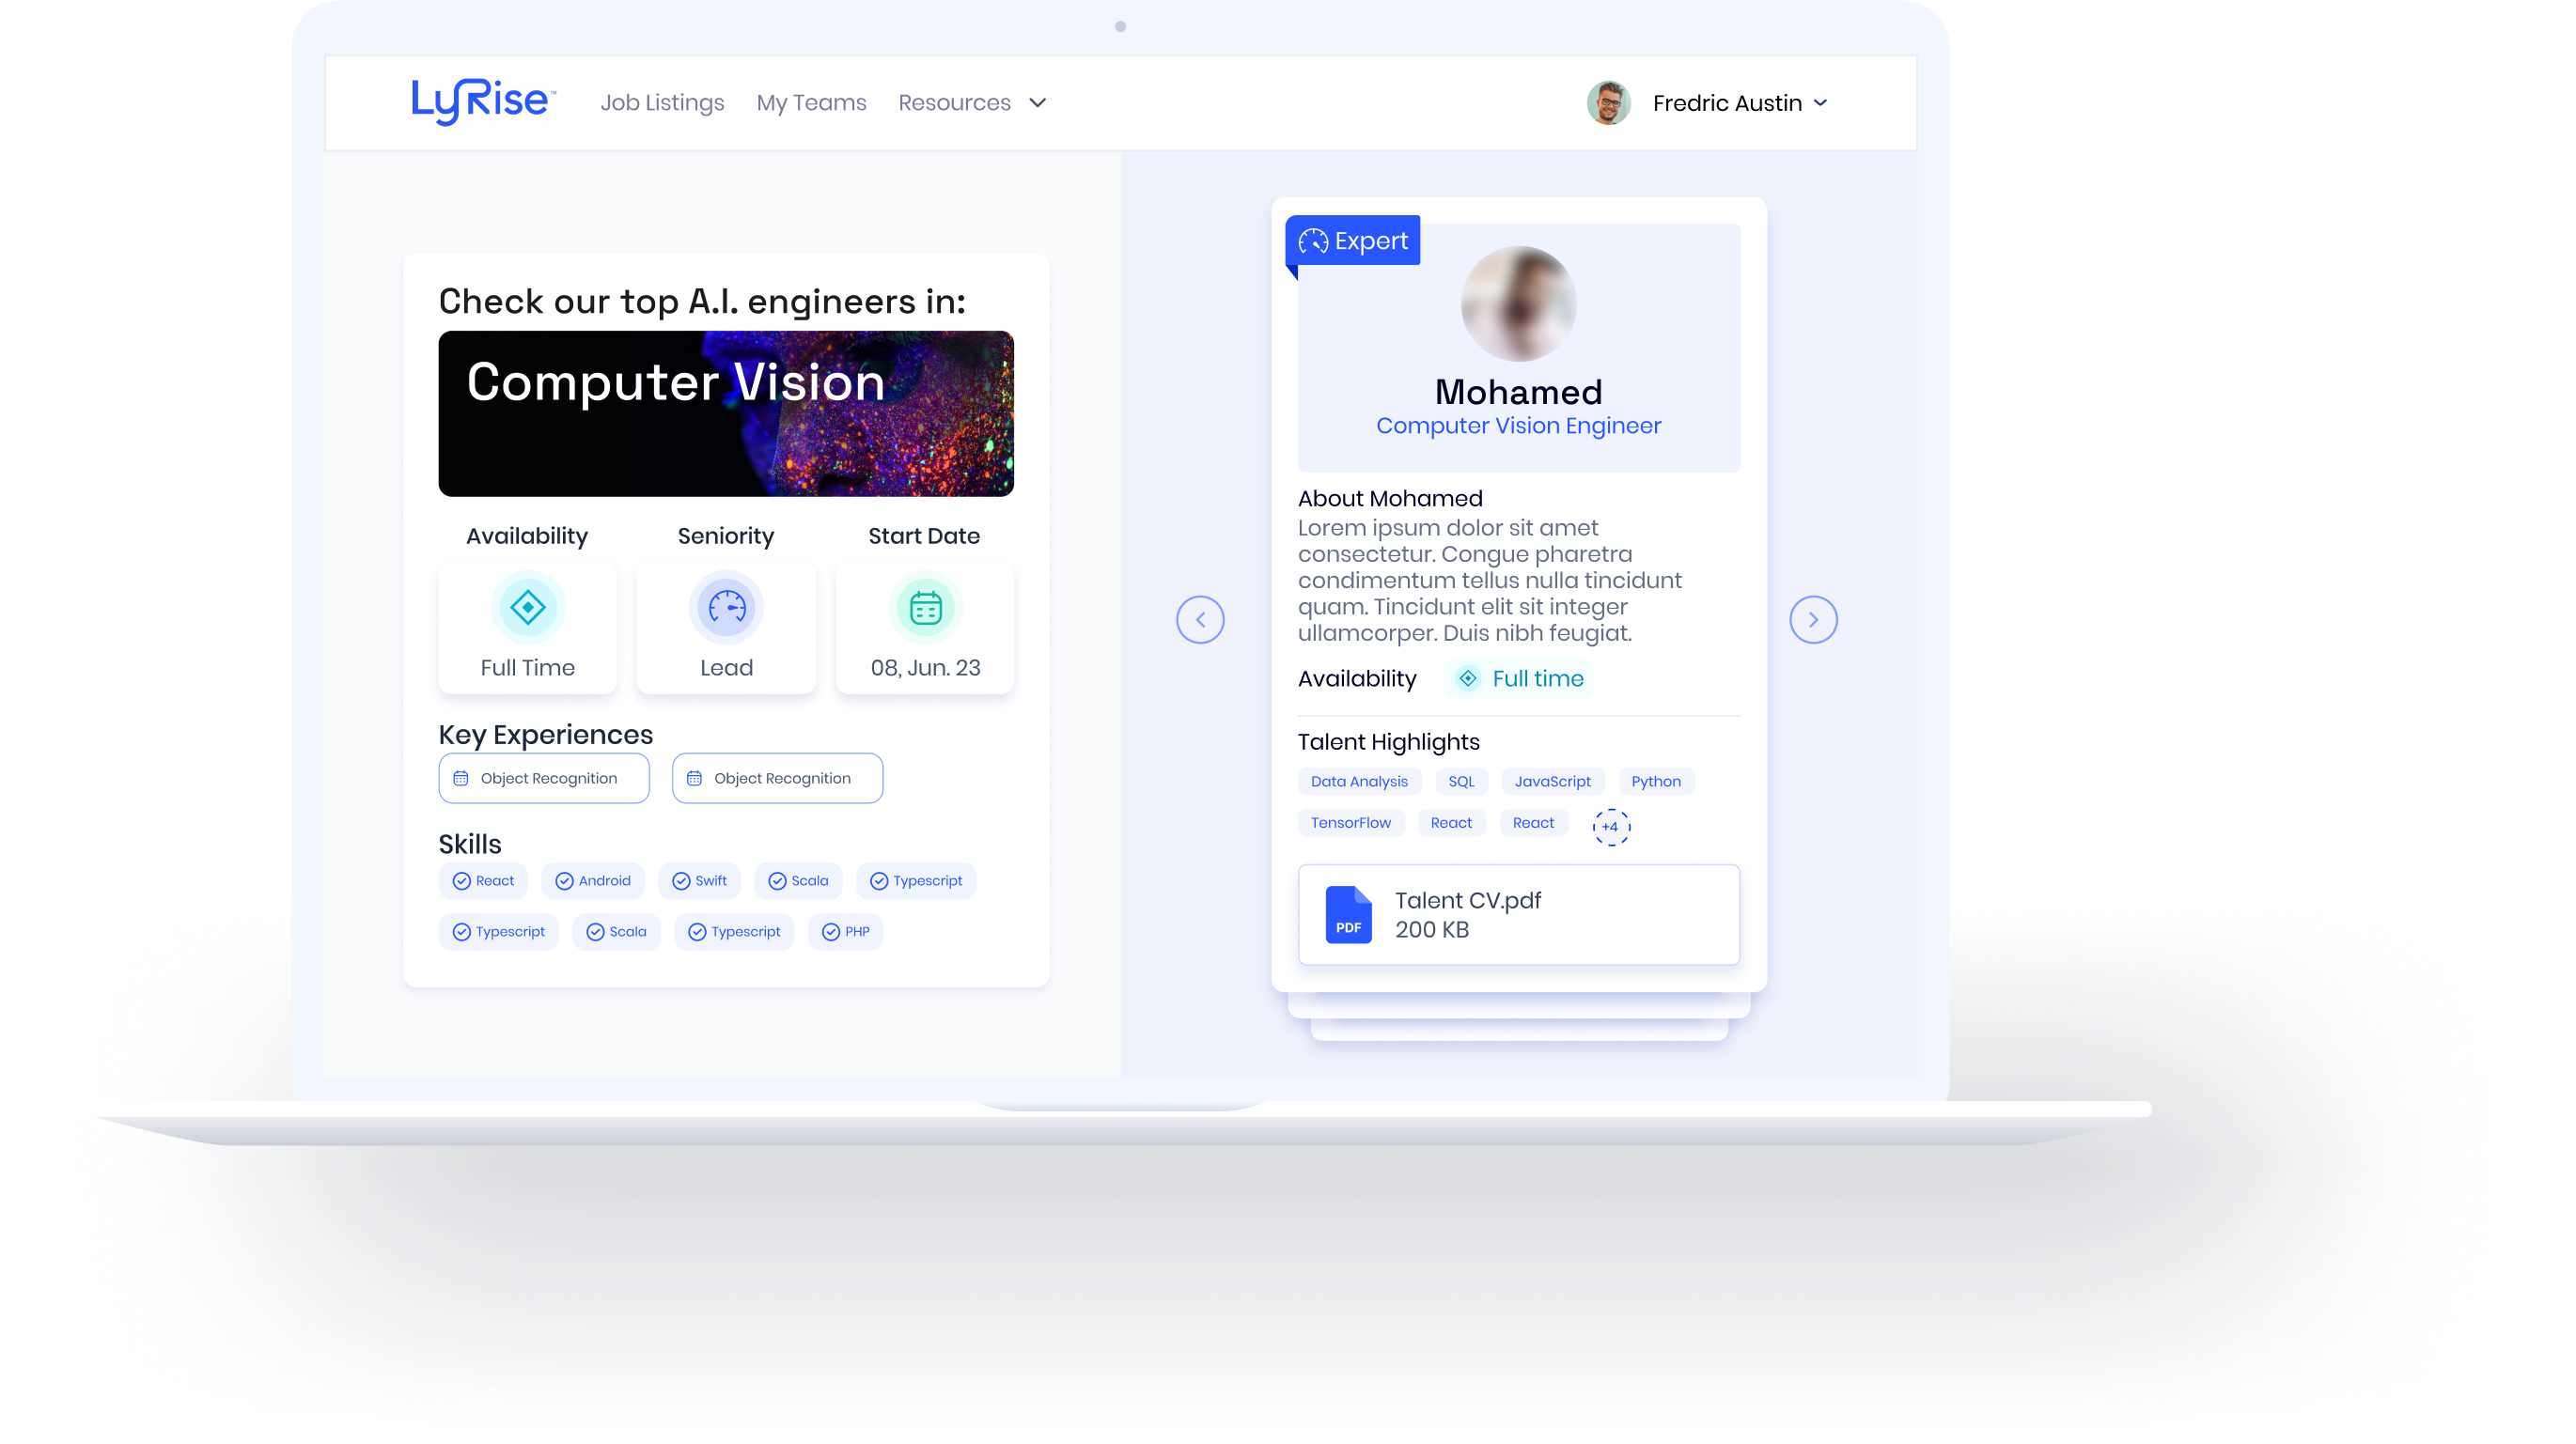 LyRise™
Job Listings
My Teams
Resources
Fredric Austin
Check our top A.I. engineers in:
Computer Vision
Availability
Seniority
Start Date
Full Time
Lead
08, Jun. 23
Key Experiences
Object Recognition
Object Recognition
Skills
React
Android
Swift
Scala
Typescript
Typescript
Scala
Typescript
PHP
Expert
Mohamed
Computer Vision Engineer
About Mohamed
Lorem ipsum dolor sit amet
consectetur. Congue pharetra
condimentum tellus nulla tincidunt
quam. Tincidunt elit sit integer
ullamcorper. Duis nibh feugiat.
Availability
Full time
Talent Highlights
Data Analysis
SQL
JavaScript
Python
TensorFlow
React
React
+4
PDF
Talent CV.pdf
200 KB